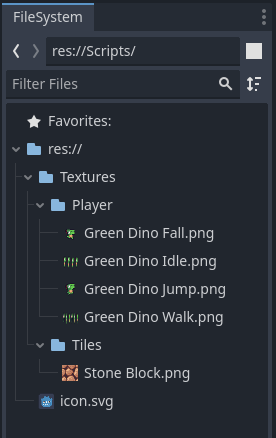 FileSystem
res://Scripts/
Filter Files
Favorites:
res://
Textures
Player
Green Dino Fall.png
Green Dino Idle.png
Green Dino Jump.png
Green Dino Walk.png
Tiles
Stone Block.png
icon.svg